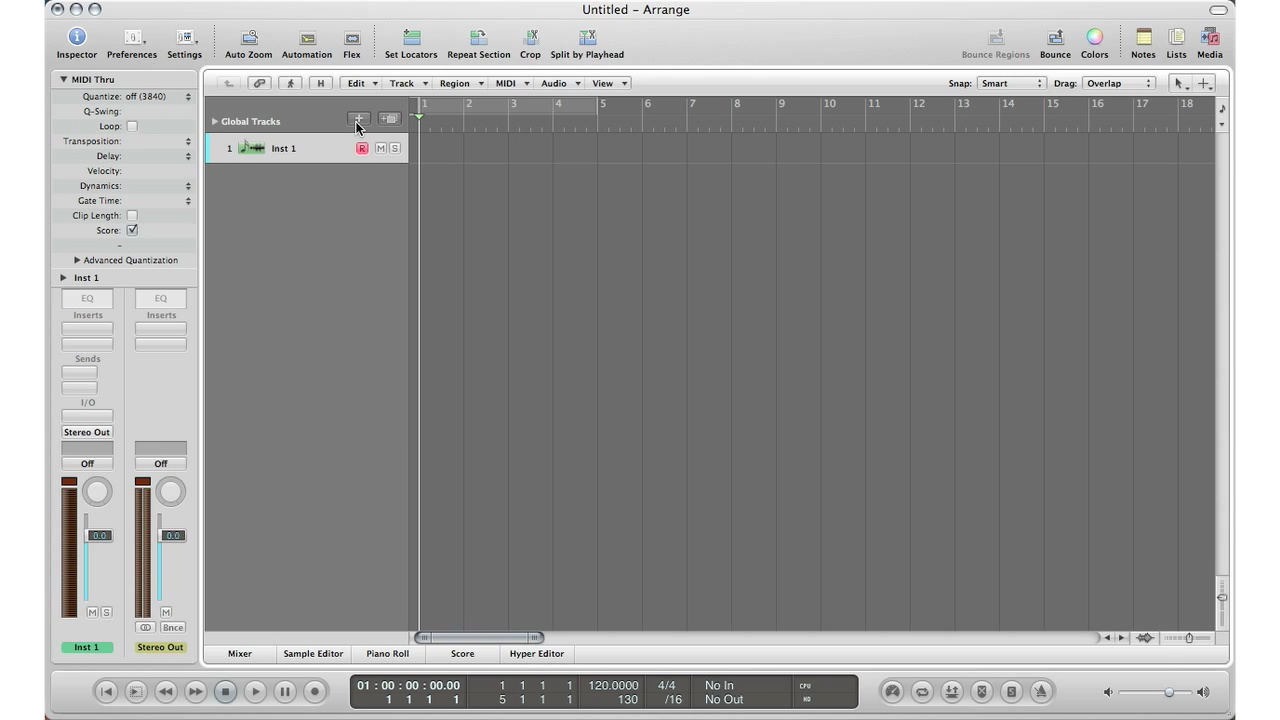 Untitled - Arrange
Inspector Preferences Settings Auto Zoom Automation Flex Set Locators Repeat Section Crop Split by Playhead Bounce Regions Bounce Colors Notes Lists Media
MIDI Thru
H Edit Track Region MIDI Audio View Snap: Smart Drag: Overlap
Quantize: off (3840)
Q-Swing:
Loop:
Transposition:
Delay:
Velocity:
Dynamics:
Gate Time:
Clip Length:
Score:
-
Advanced Quantization
Inst 1
Global Tracks
1 2 3 4 5 6 7 8 9 10 11 12 13 14 15 16 17 18
1 Inst 1 R M S
EQ EQ
Inserts Inserts
Sends
I/O
Stereo Out
Off Off
0.0 0.0
M S M
Bnce
Inst 1 Stereo Out
Mixer Sample Editor Piano Roll Score Hyper Editor
01 : 00 : 00 : 00.00 1 1 1 1 120.0000 4/4 No In CPU
1 1 1 1 5 1 1 1 130 /16 No Out HD
S